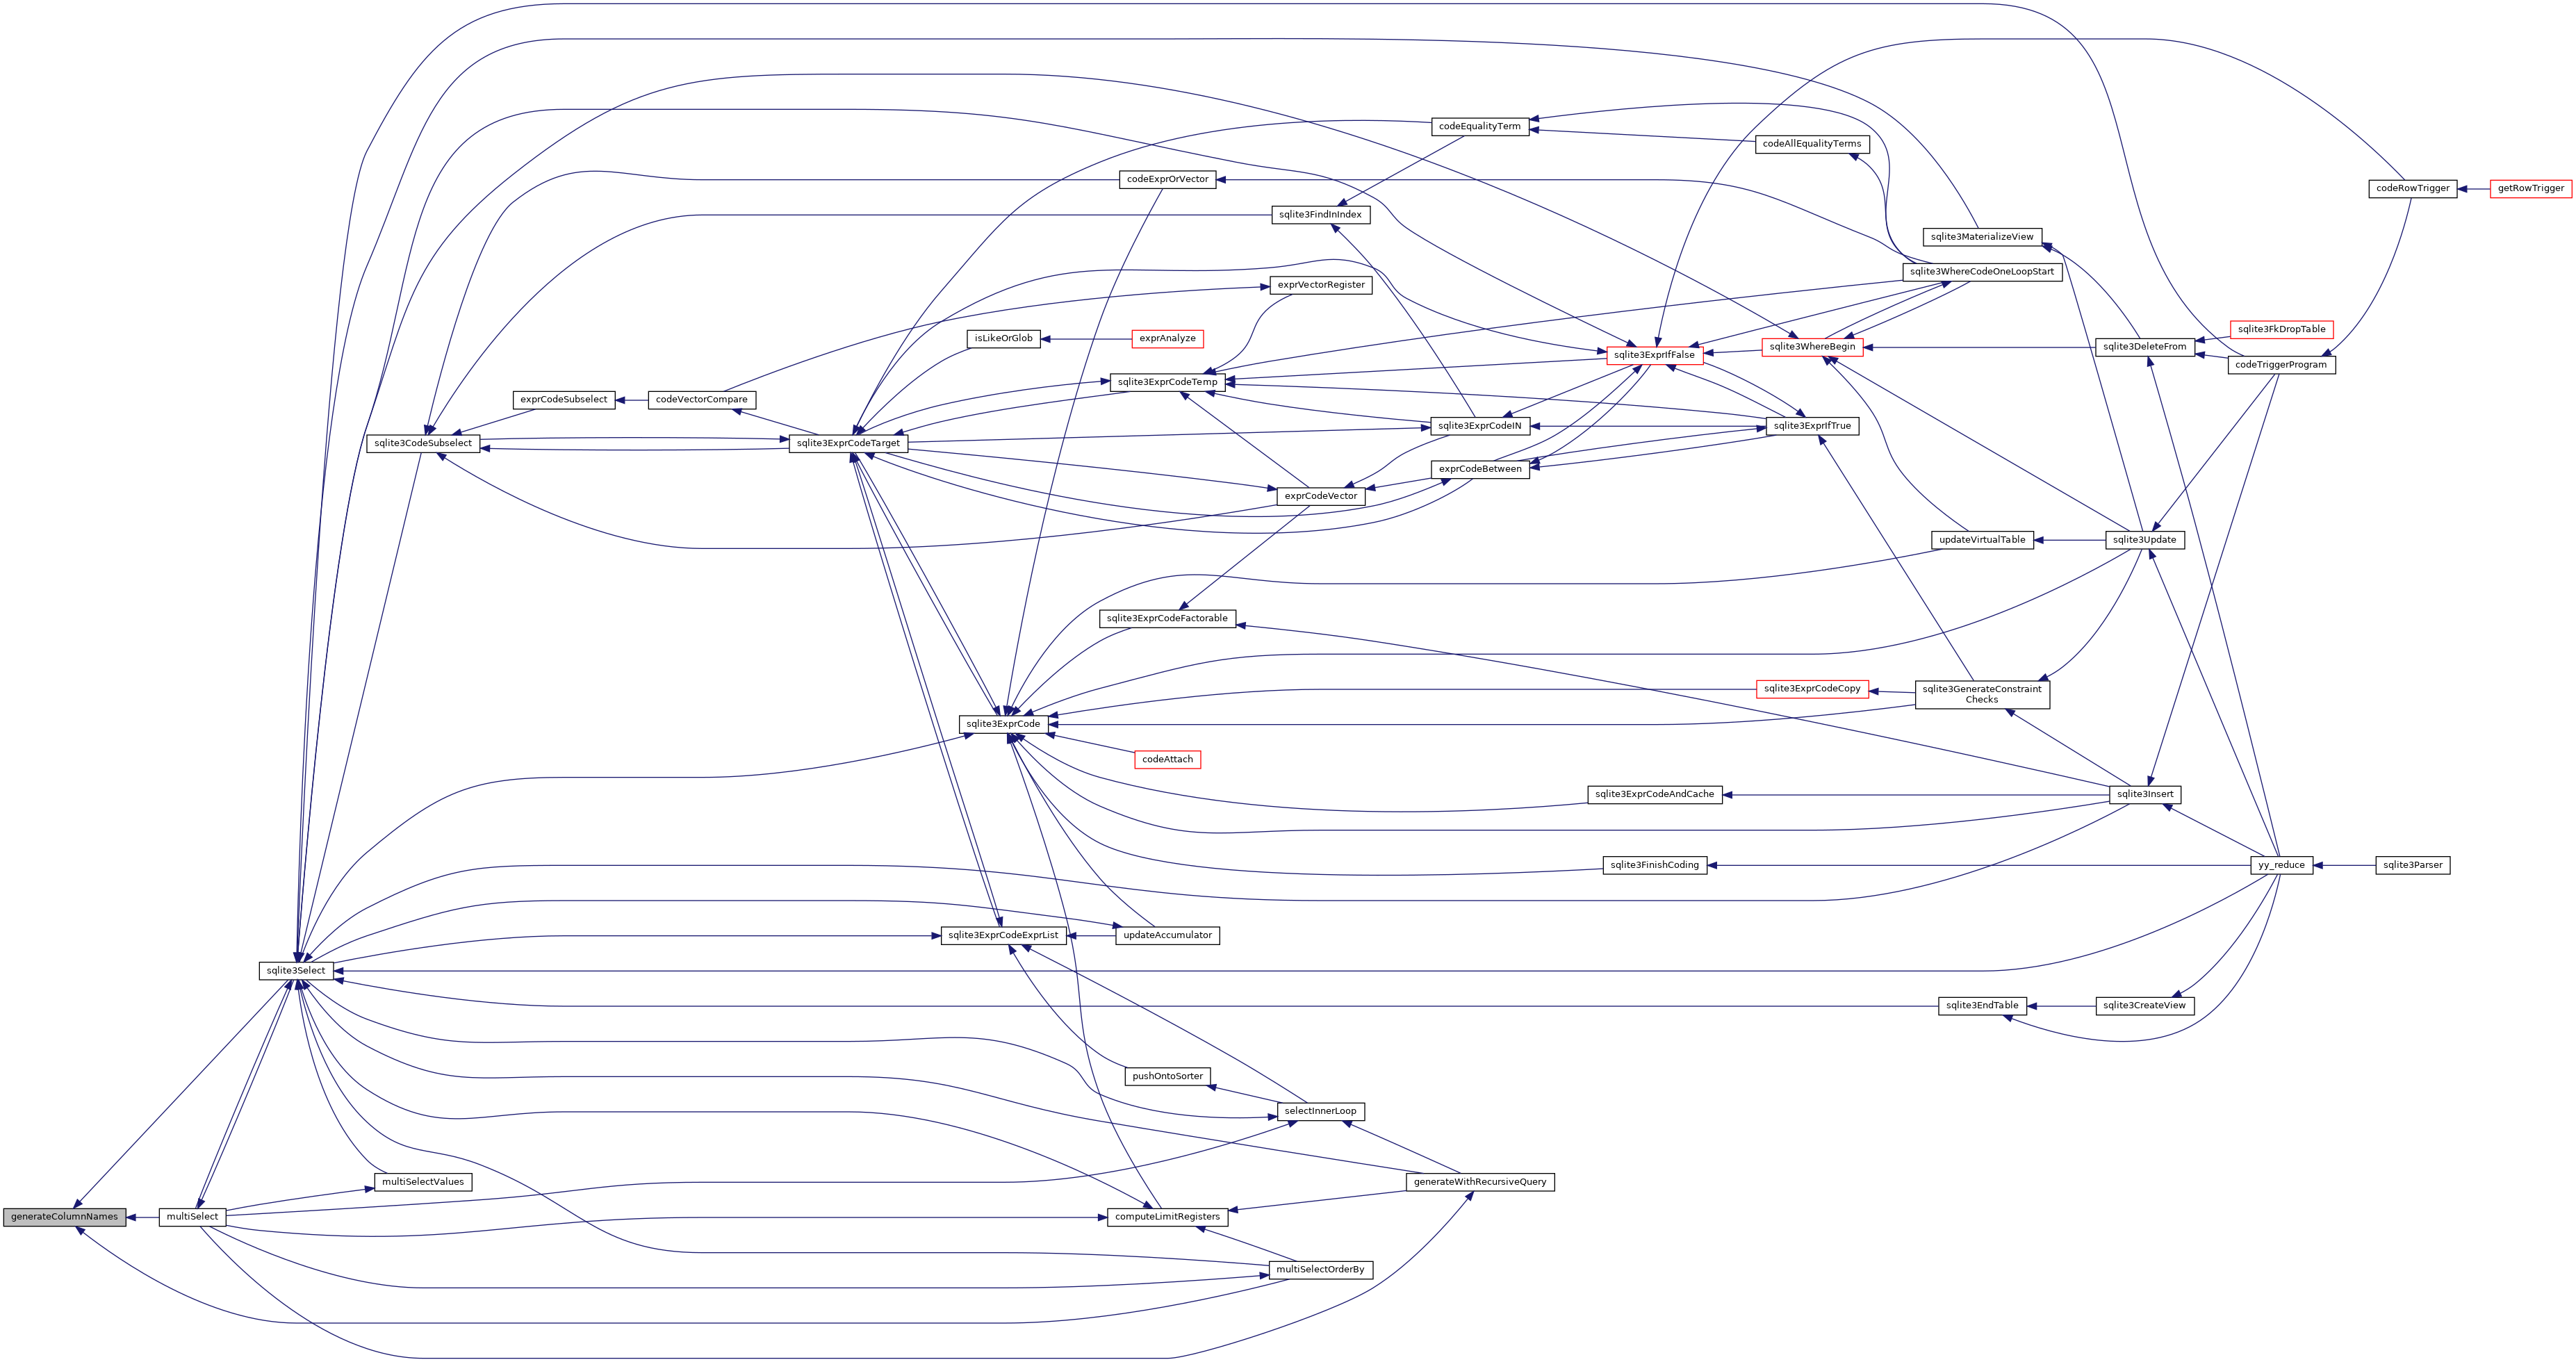 codeEqualityTerm
codeAllEqualityTerms
codeExprOrVector
codeRowTrigger
getRowTrigger
sqlite3FindInIndex
sqlite3MaterializeView
sqlite3WhereCodeOneLoopStart
exprVectorRegister
sqlite3FkDropTable
isLikeOrGlob
exprAnalyze
sqlite3ExprIfFalse
sqlite3WhereBegin
sqlite3DeleteFrom
codeTriggerProgram
sqlite3ExprCodeTemp
exprCodeSubselect
codeVectorCompare
sqlite3ExprCodeIN
sqlite3ExprIfTrue
sqlite3CodeSubselect
sqlite3ExprCodeTarget
exprCodeBetween
exprCodeVector
updateVirtualTable
sqlite3Update
sqlite3ExprCodeFactorable
sqlite3ExprCodeCopy
sqlite3GenerateConstraint
Checks
sqlite3ExprCode
codeAttach
sqlite3ExprCodeAndCache
sqlite3Insert
sqlite3FinishCoding
yy_reduce
sqlite3Parser
sqlite3ExprCodeExprList
updateAccumulator
sqlite3Select
sqlite3EndTable
sqlite3CreateView
pushOntoSorter
selectInnerLoop
multiSelectValues
generateWithRecursiveQuery
generateColumnNames
multiSelect
computeLimitRegisters
multiSelectOrderBy